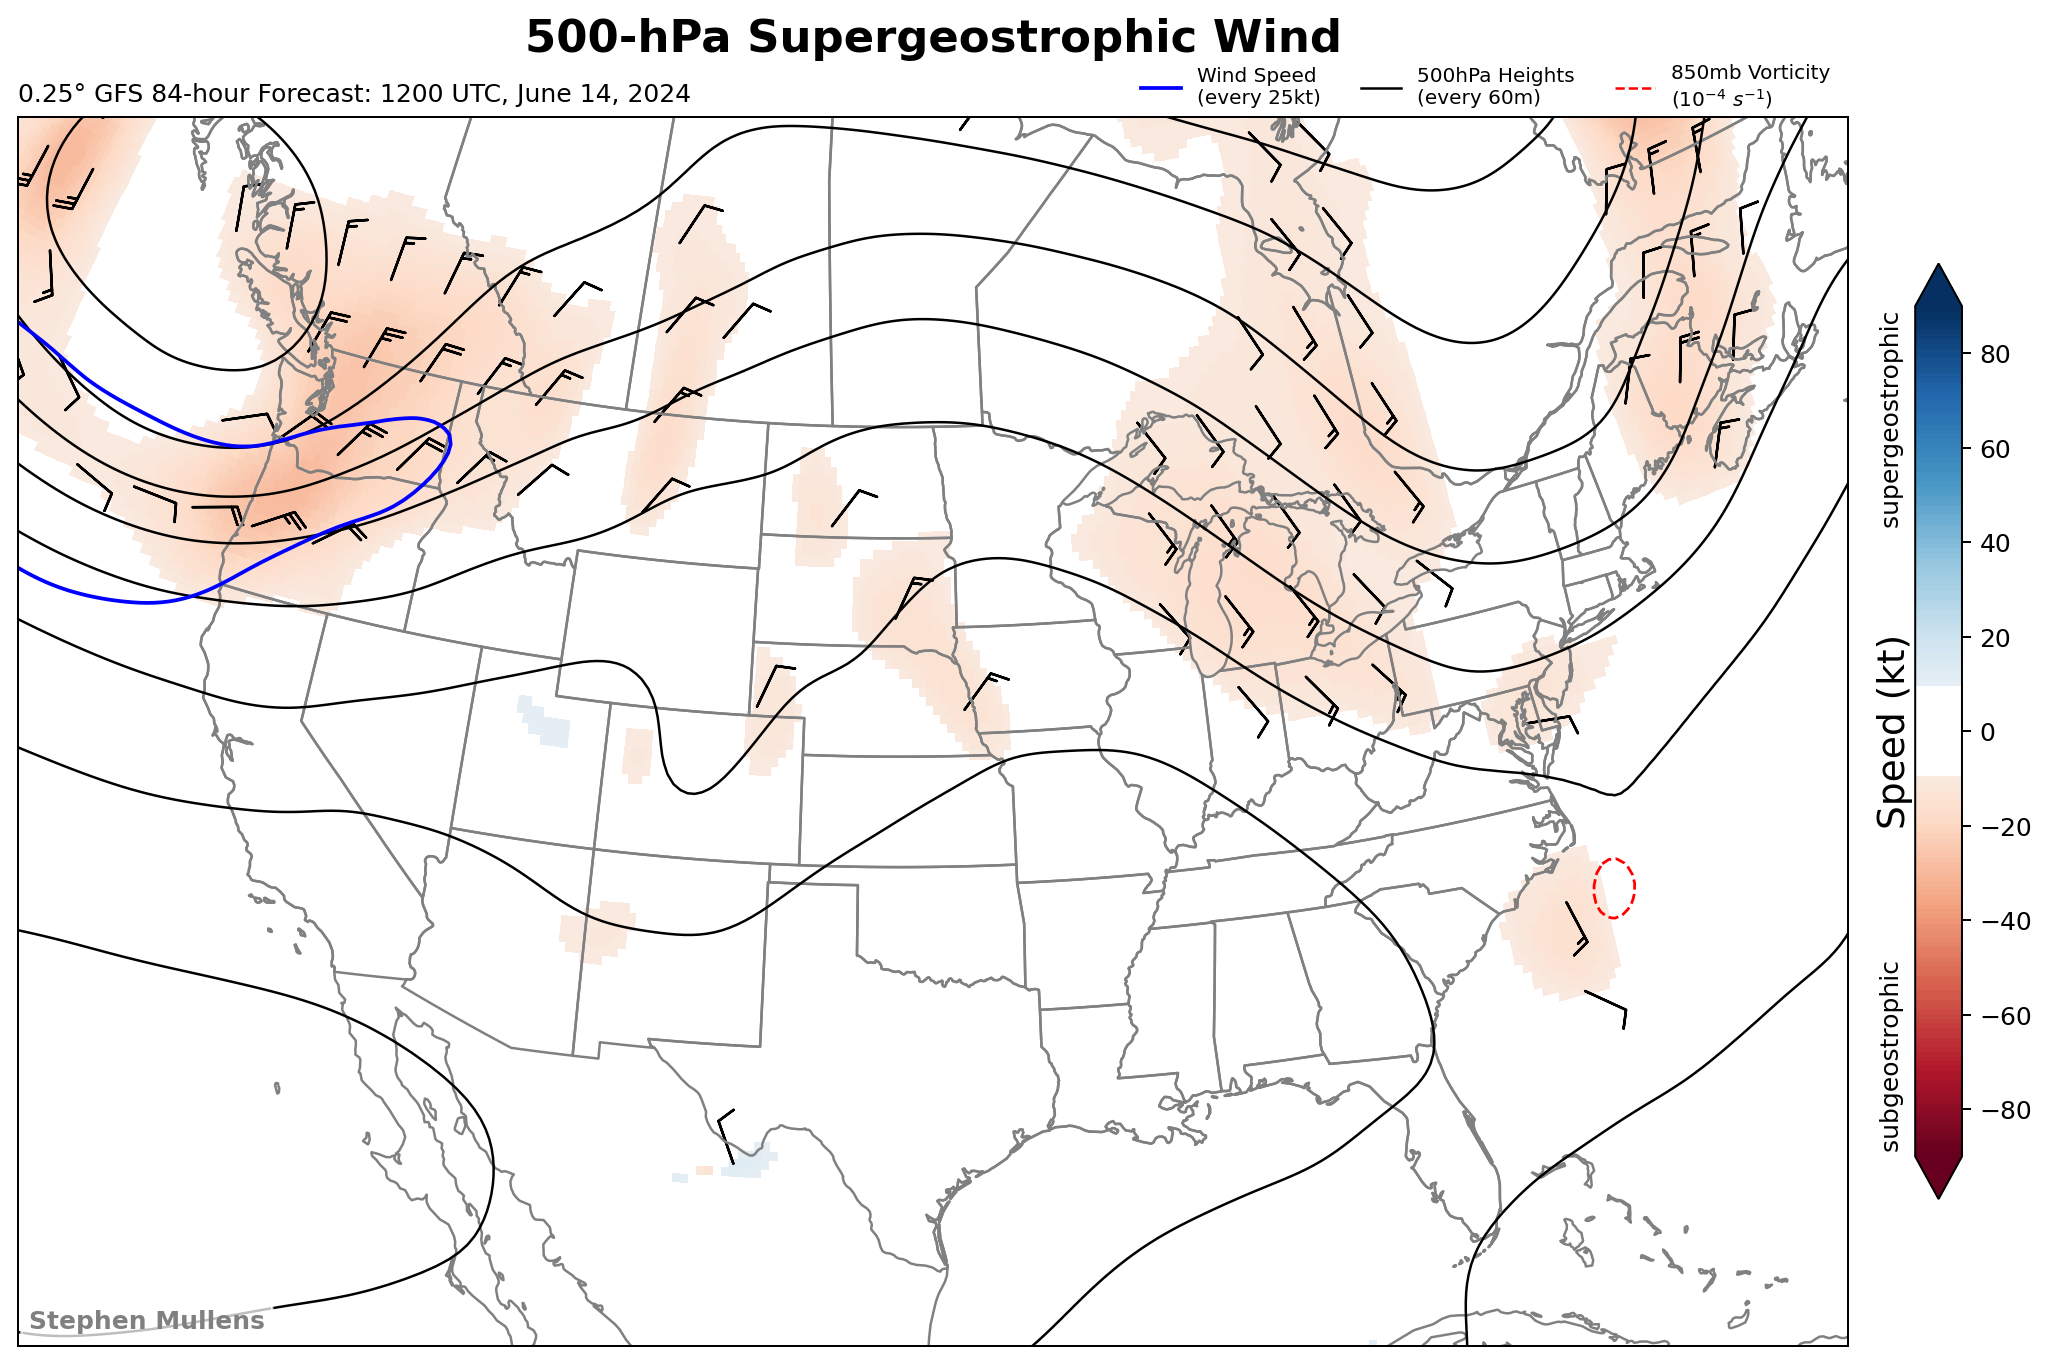 500-hPa Supergeostrophic Wind
0.25° GFS 84-hour Forecast: 1200 UTC, June 14, 2024
Wind Speed
(every 25kt)
500hPa Heights
(every 60m)
850mb Vorticity
(10⁻⁴ s⁻¹)
supergeostrophic
Speed (kt)
subgeostrophic
80
60
40
20
0
−20
−40
−60
−80
Stephen Mullens